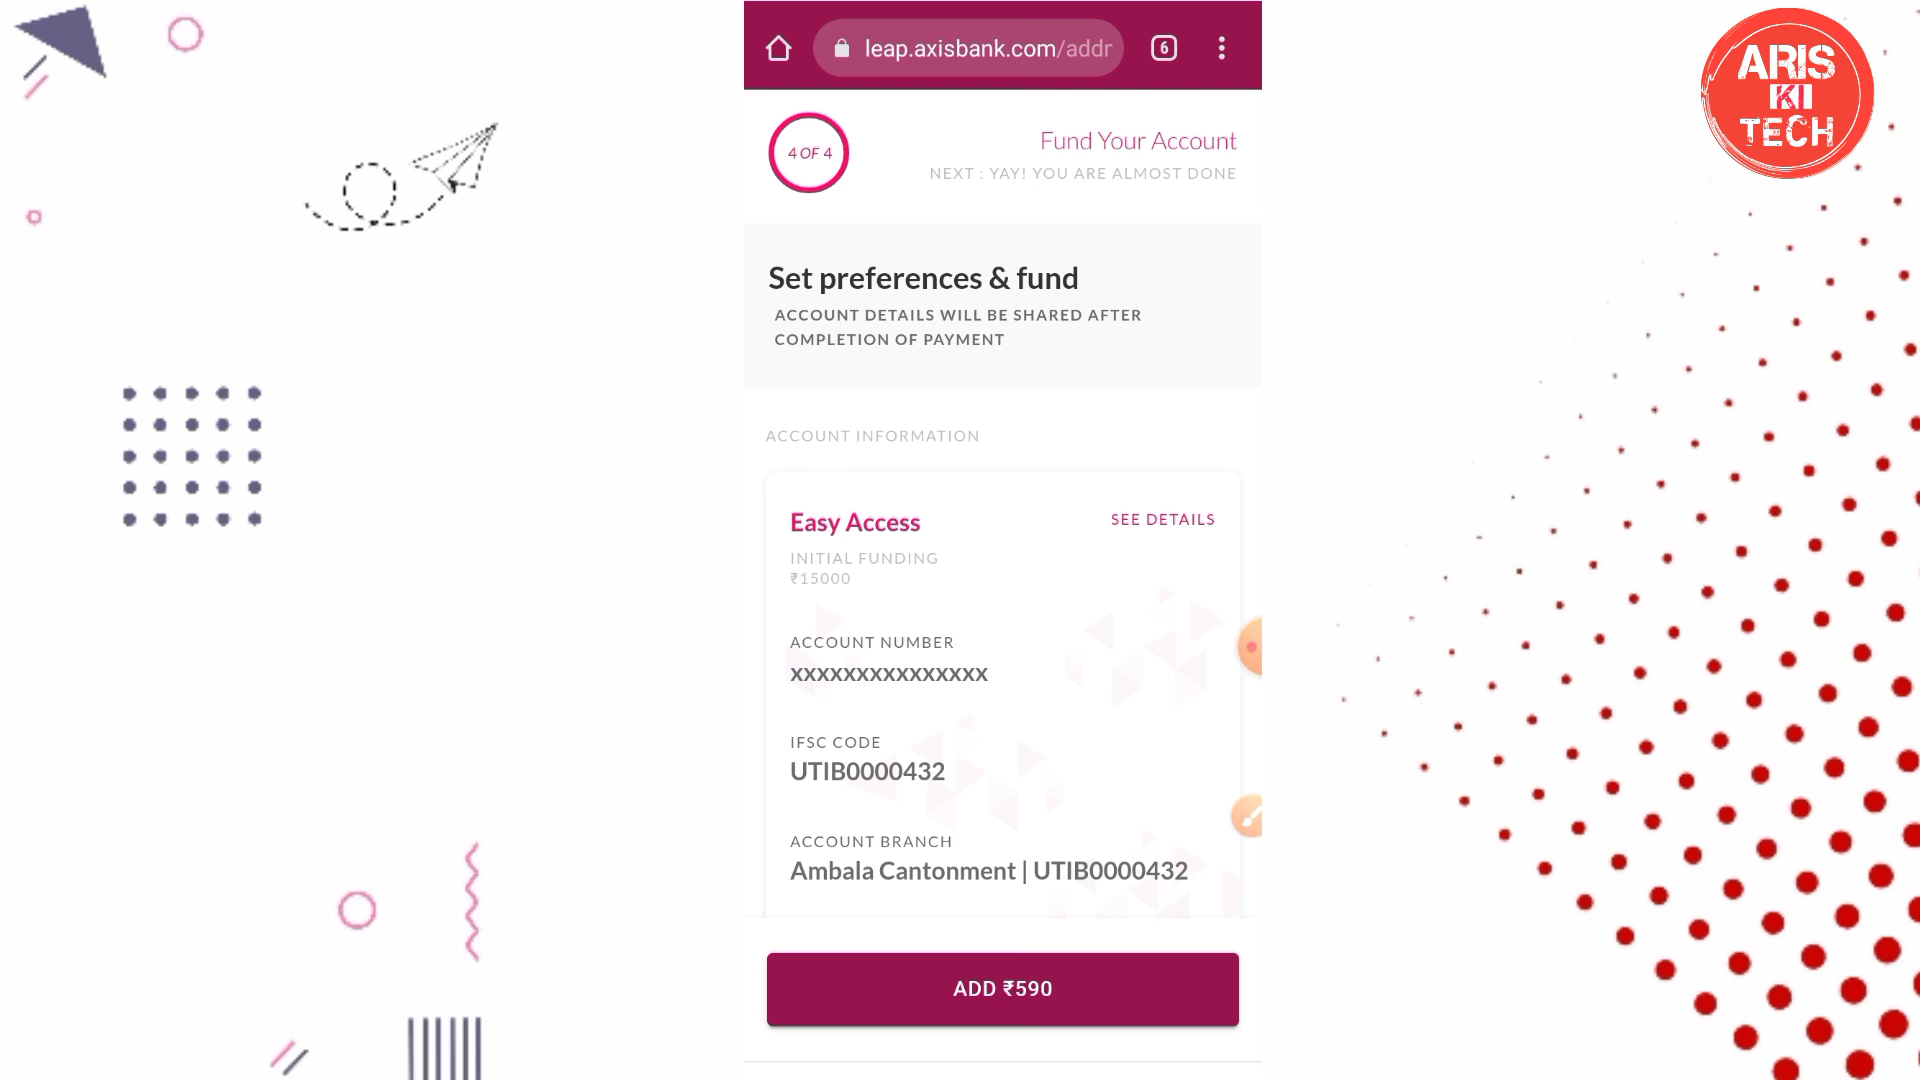 leap.axisbank.com/addr
6
ARIS
KI
TECH
4 OF 4
Fund Your Account
NEXT : YAY! YOU ARE ALMOST DONE
Set preferences & fund
ACCOUNT DETAILS WILL BE SHARED AFTER
COMPLETION OF PAYMENT
ACCOUNT INFORMATION
Easy Access
SEE DETAILS
INITIAL FUNDING
₹15000
ACCOUNT NUMBER
xxxxxxxxxxxxxxx
IFSC CODE
UTIB0000432
ACCOUNT BRANCH
Ambala Cantonment | UTIB0000432
ADD ₹590